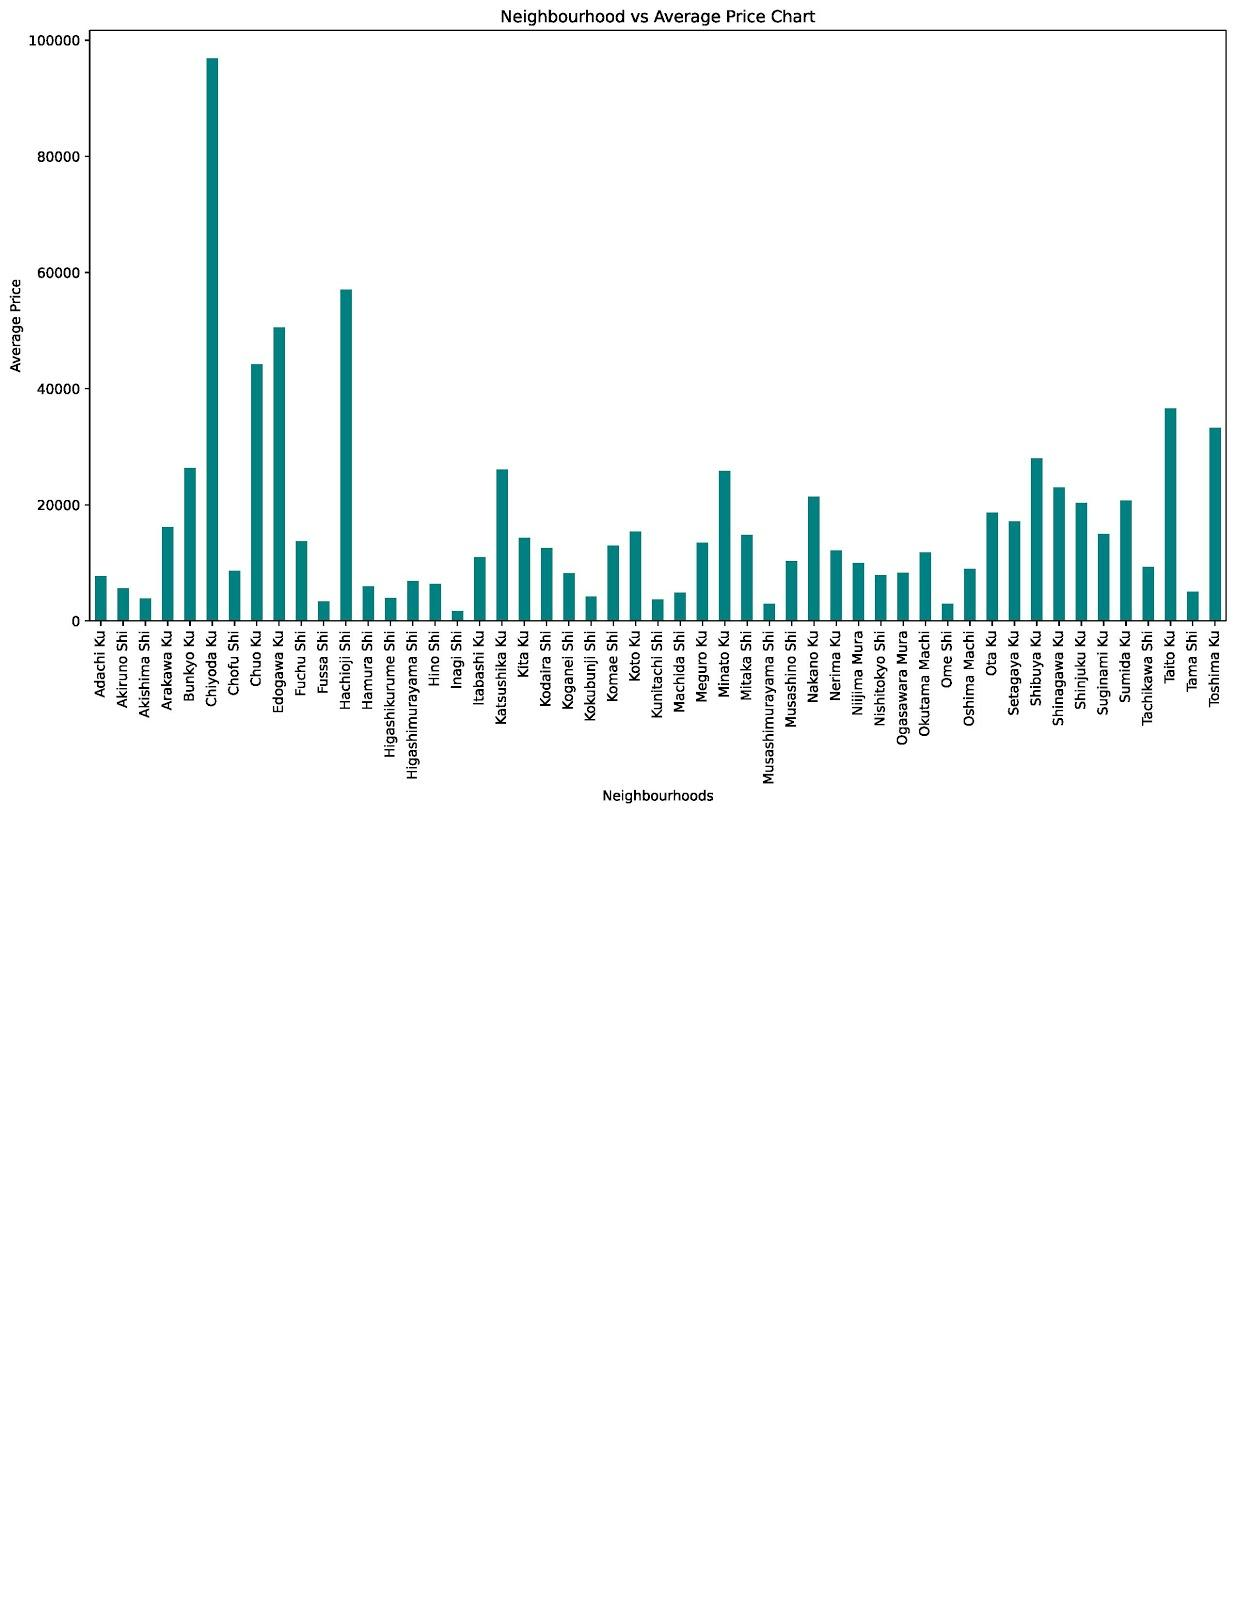 Neighbourhood vs Average Price Chart
100000
80000
60000
40000
20000
0
Average Price
Adachi Ku
Akiruno Shi
Akishima Shi
Arakawa Ku
Bunkyo Ku
Chiyoda Ku
Chofu Shi
Chuo Ku
Edogawa Ku
Fuchu Shi
Fussa Shi
Hachioji Shi
Hamura Shi
Higashikurume Shi
Higashimurayama Shi
Hino Shi
Inagi Shi
Itabashi Ku
Katsushika Ku
Kita Ku
Kodaira Shi
Koganei Shi
Kokubunji Shi
Komae Shi
Koto Ku
Kunitachi Shi
Machida Shi
Meguro Ku
Minato Ku
Mitaka Shi
Musashimurayama Shi
Musashino Shi
Nakano Ku
Nerima Ku
Niijima Mura
Nishitokyo Shi
Ogasawara Mura
Okutama Machi
Ome Shi
Oshima Machi
Ota Ku
Setagaya Ku
Shibuya Ku
Shinagawa Ku
Shinjuku Ku
Suginami Ku
Sumida Ku
Tachikawa Shi
Taito Ku
Tama Shi
Toshima Ku
Neighbourhoods